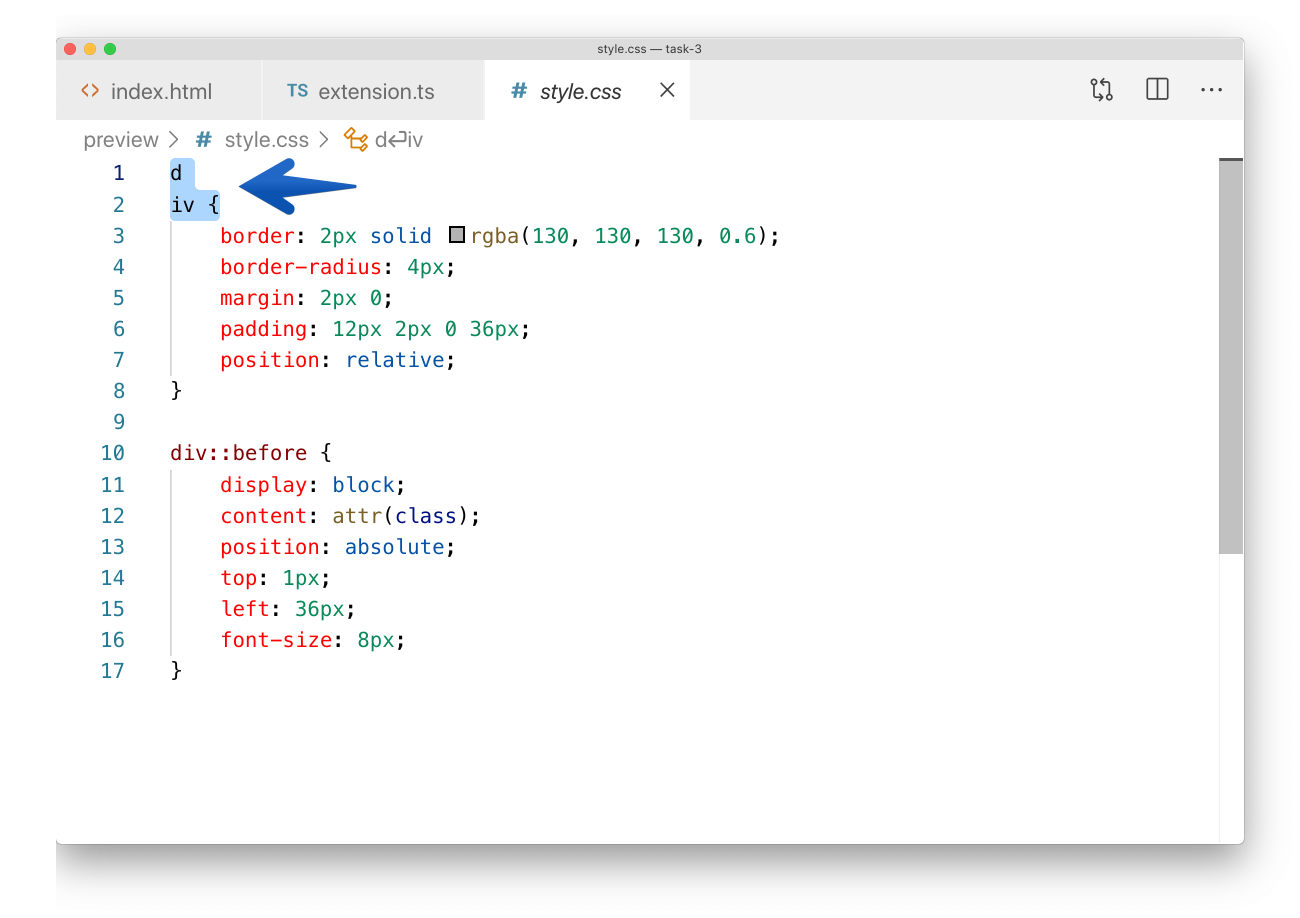 style.css — task-3
<> index.html TS extension.ts # style.css
preview > # style.css > d↵iv
1 d
2 iv {
3     border: 2px solid rgba(130, 130, 130, 0.6);
4     border-radius: 4px;
5     margin: 2px 0;
6     padding: 12px 2px 0 36px;
7     position: relative;
8 }
9
10 div::before {
11     display: block;
12     content: attr(class);
13     position: absolute;
14     top: 1px;
15     left: 36px;
16     font-size: 8px;
17 }